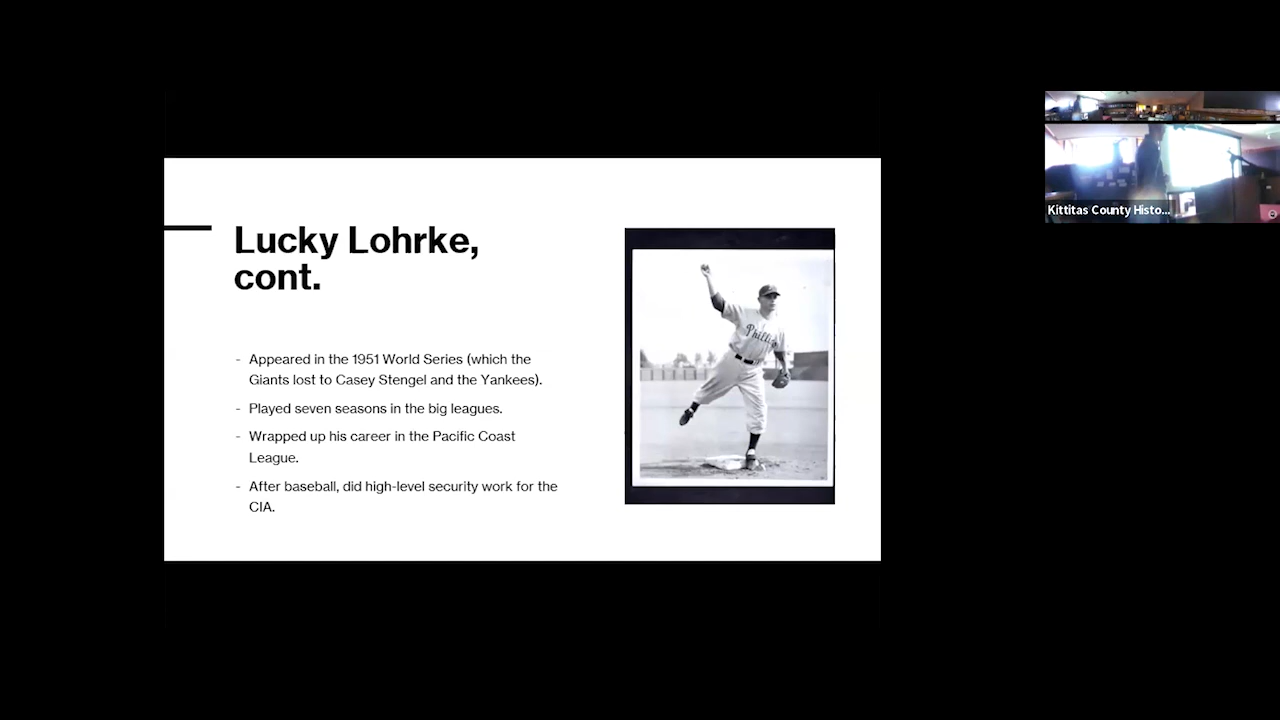 Lucky Lohrke,
cont.
- Appeared in the 1951 World Series (which the
Giants lost to Casey Stengel and the Yankees).
- Played seven seasons in the big leagues.
- Wrapped up his career in the Pacific Coast
League.
- After baseball, did high-level security work for the
CIA.
Phillies
Kittitas County Histo...